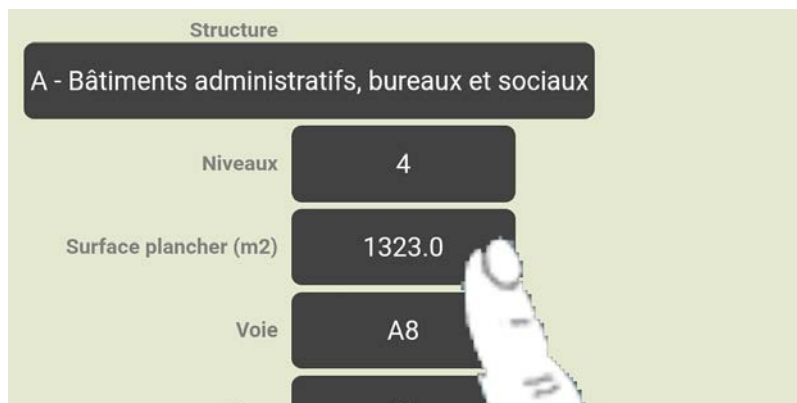 Structure
A - Bâtiments administratifs, bureaux et sociaux
Niveaux 4
Surface plancher (m2) 1323.0
Voie A8